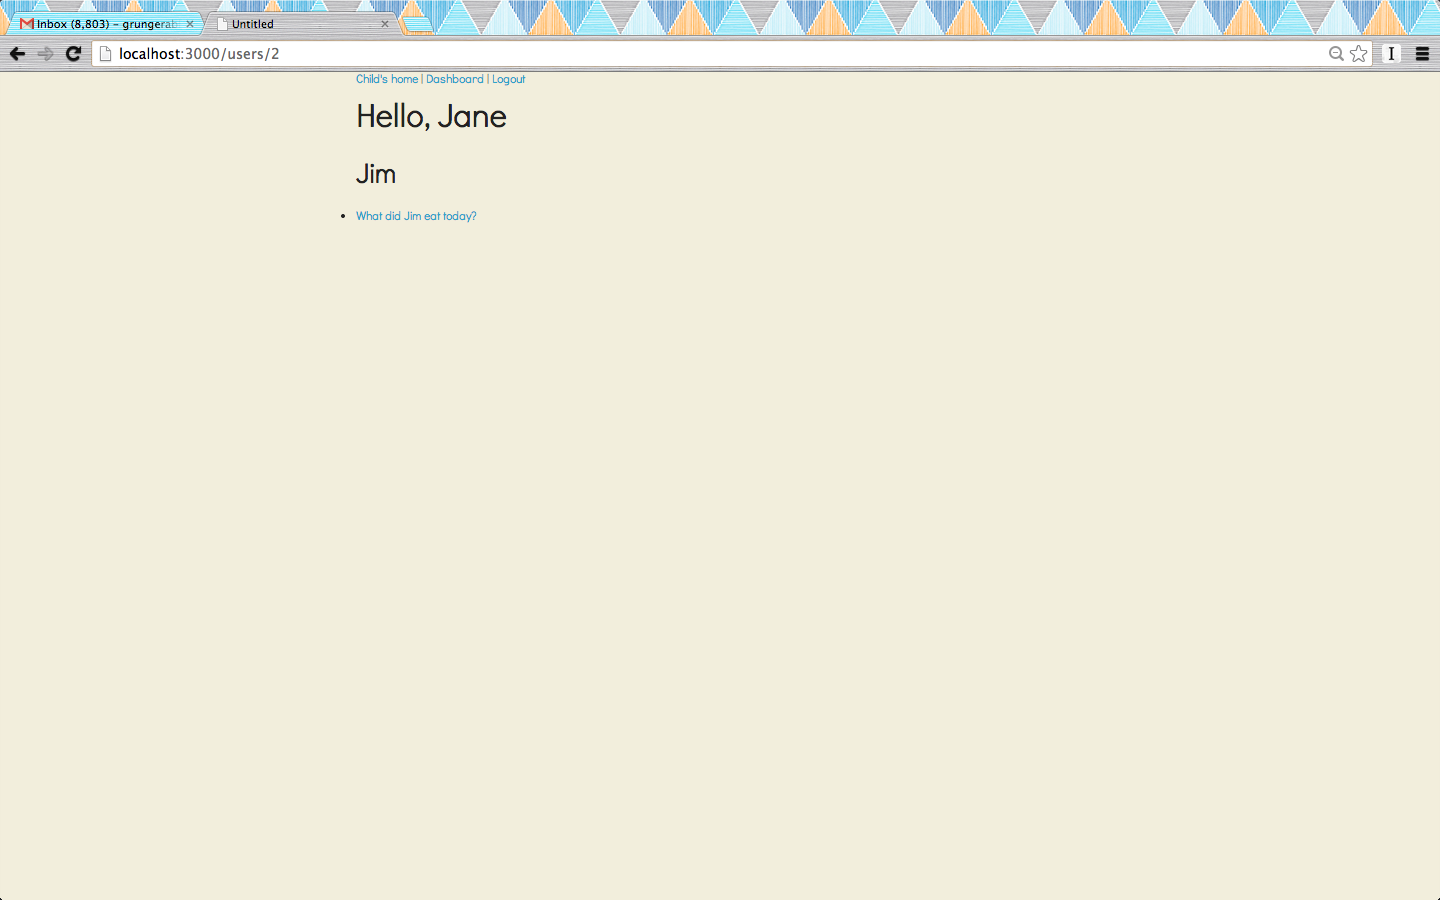 Inbox (8,803) – grungerab
Untitled
localhost:3000/users/2
I
Child's home | Dashboard | Logout
Hello, Jane
Jim
What did Jim eat today?